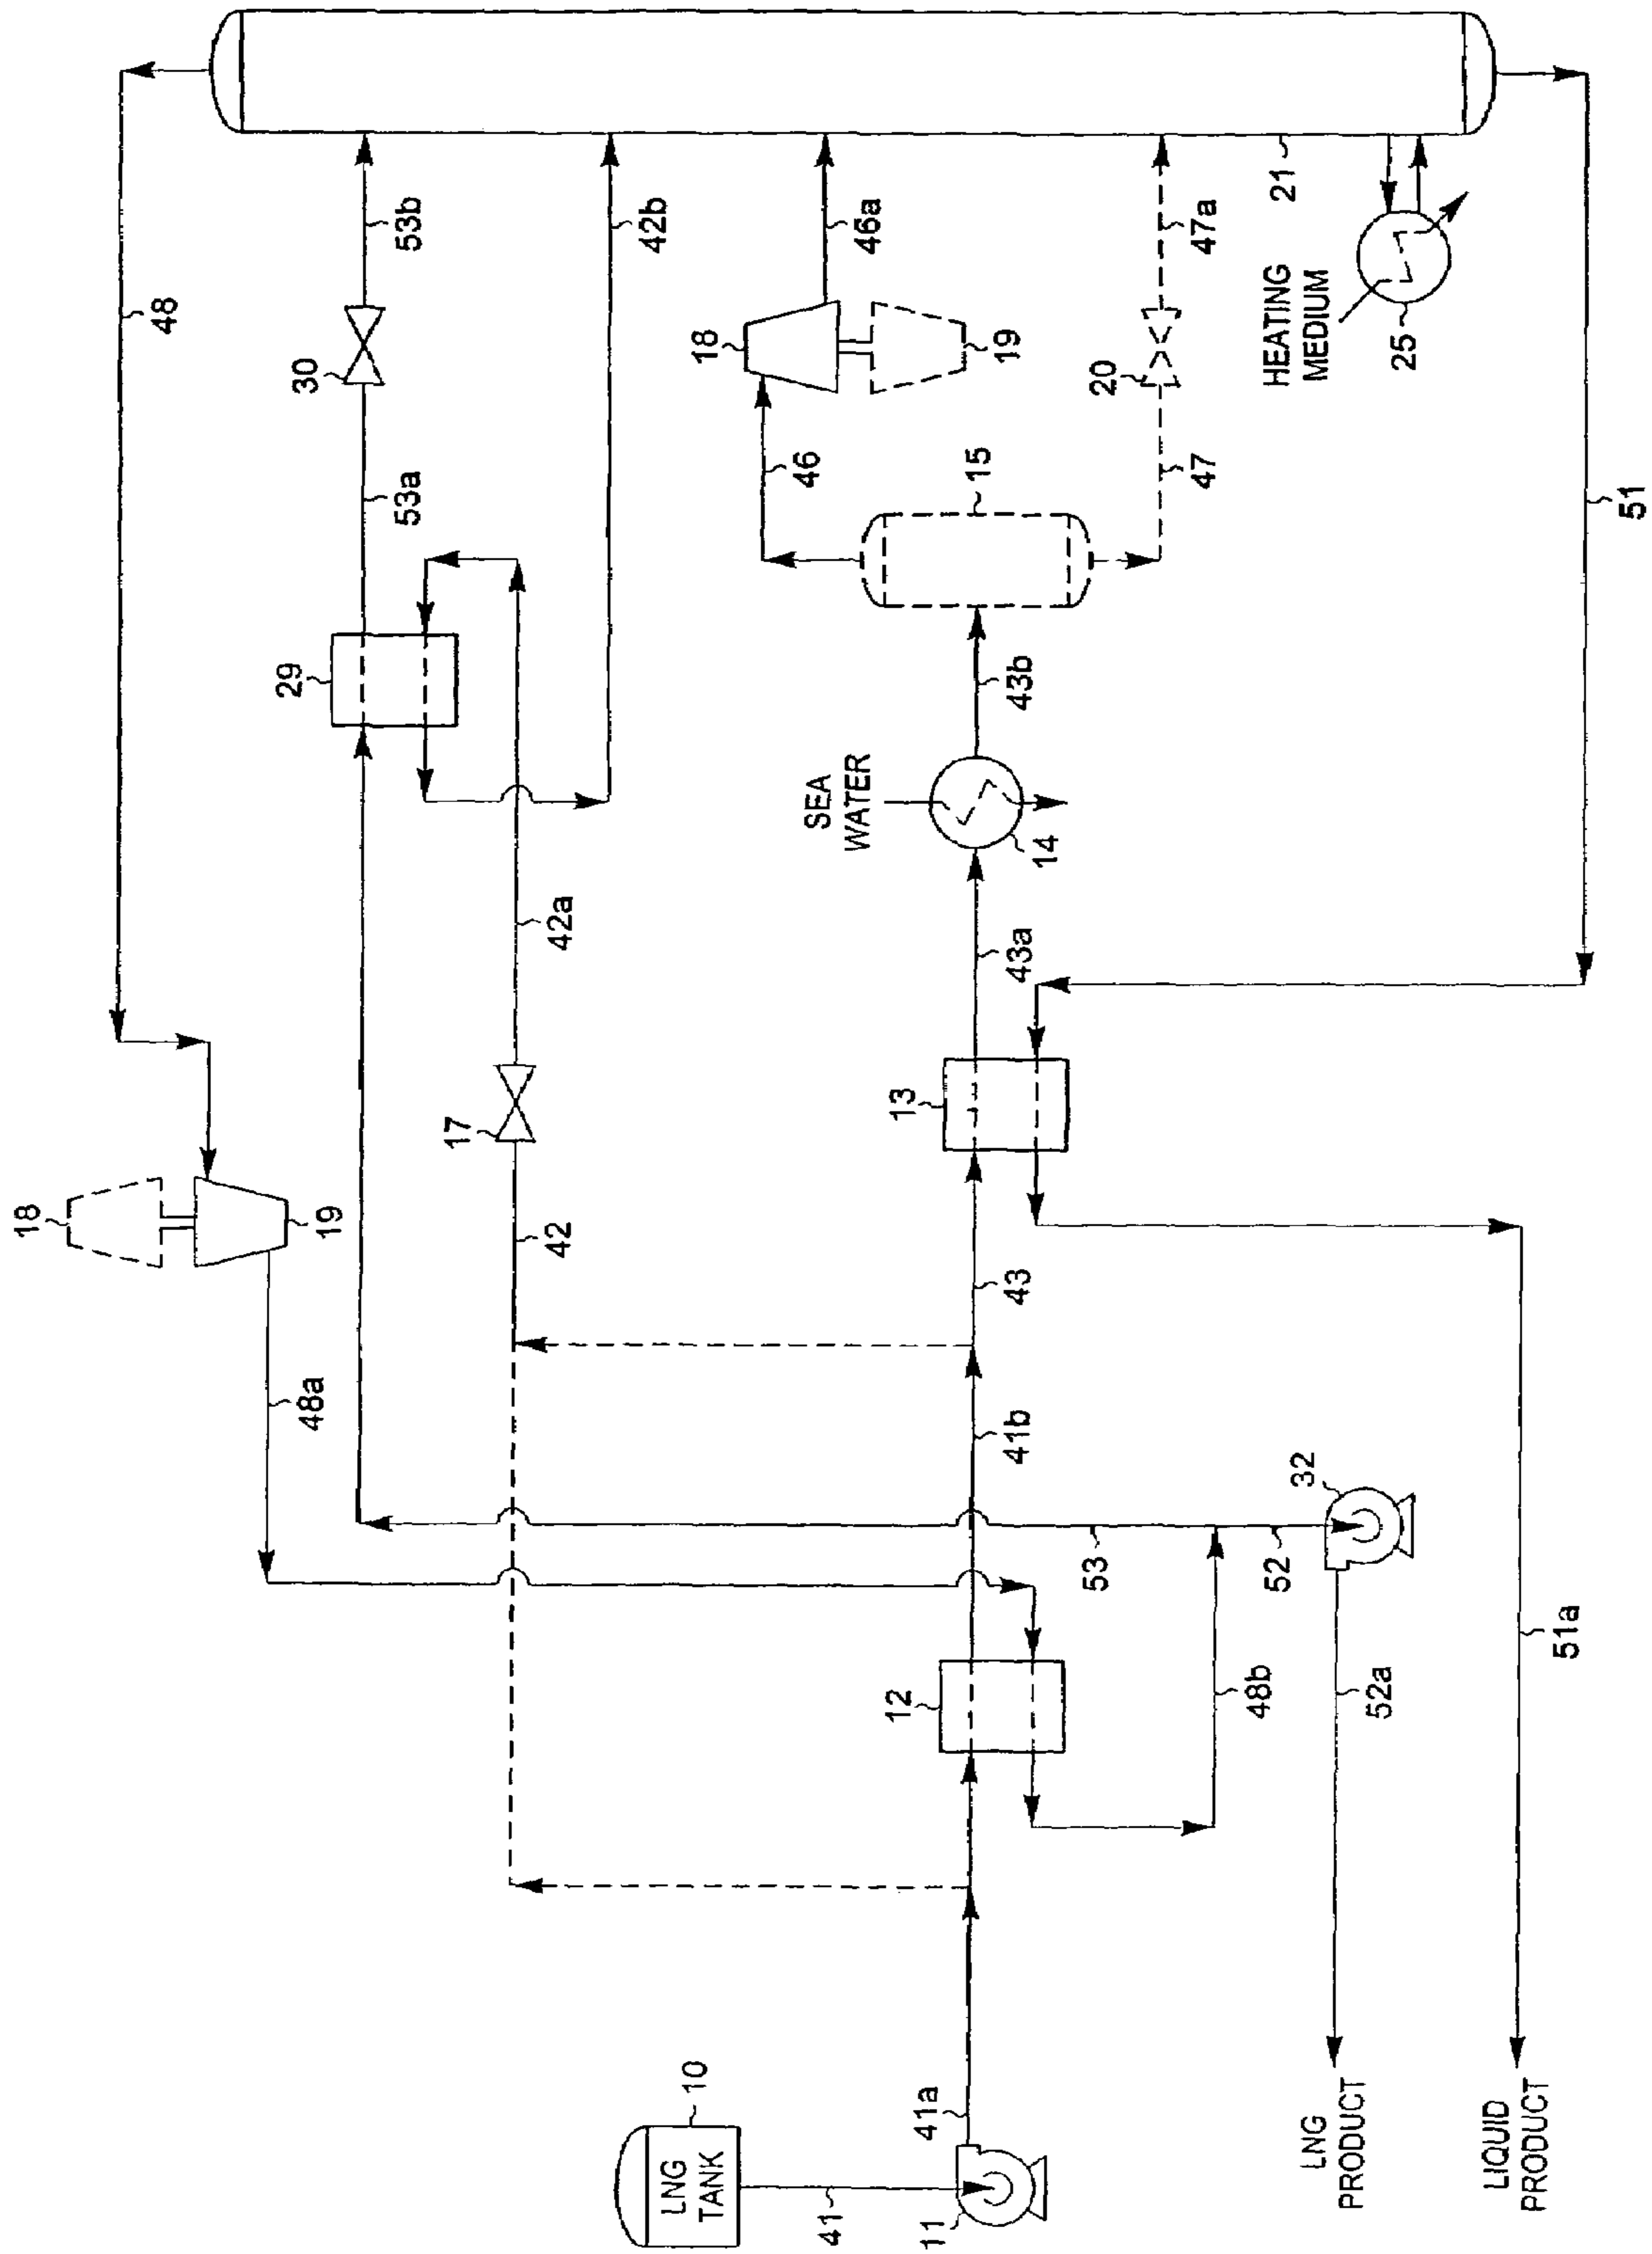 18
48
29
30
48a
19
53a
53b
17
42
42a
42b
10
LNG
TANK
18
46
46a
SEA
WATER
41
12
13
41a
11
15
19
41b
43
43a
43b
14
53
20
48b
47
47a
52
21
32
HEATING
MEDIUM
52a
25
LNG
PRODUCT
LIQUID
PRODUCT
51a
51